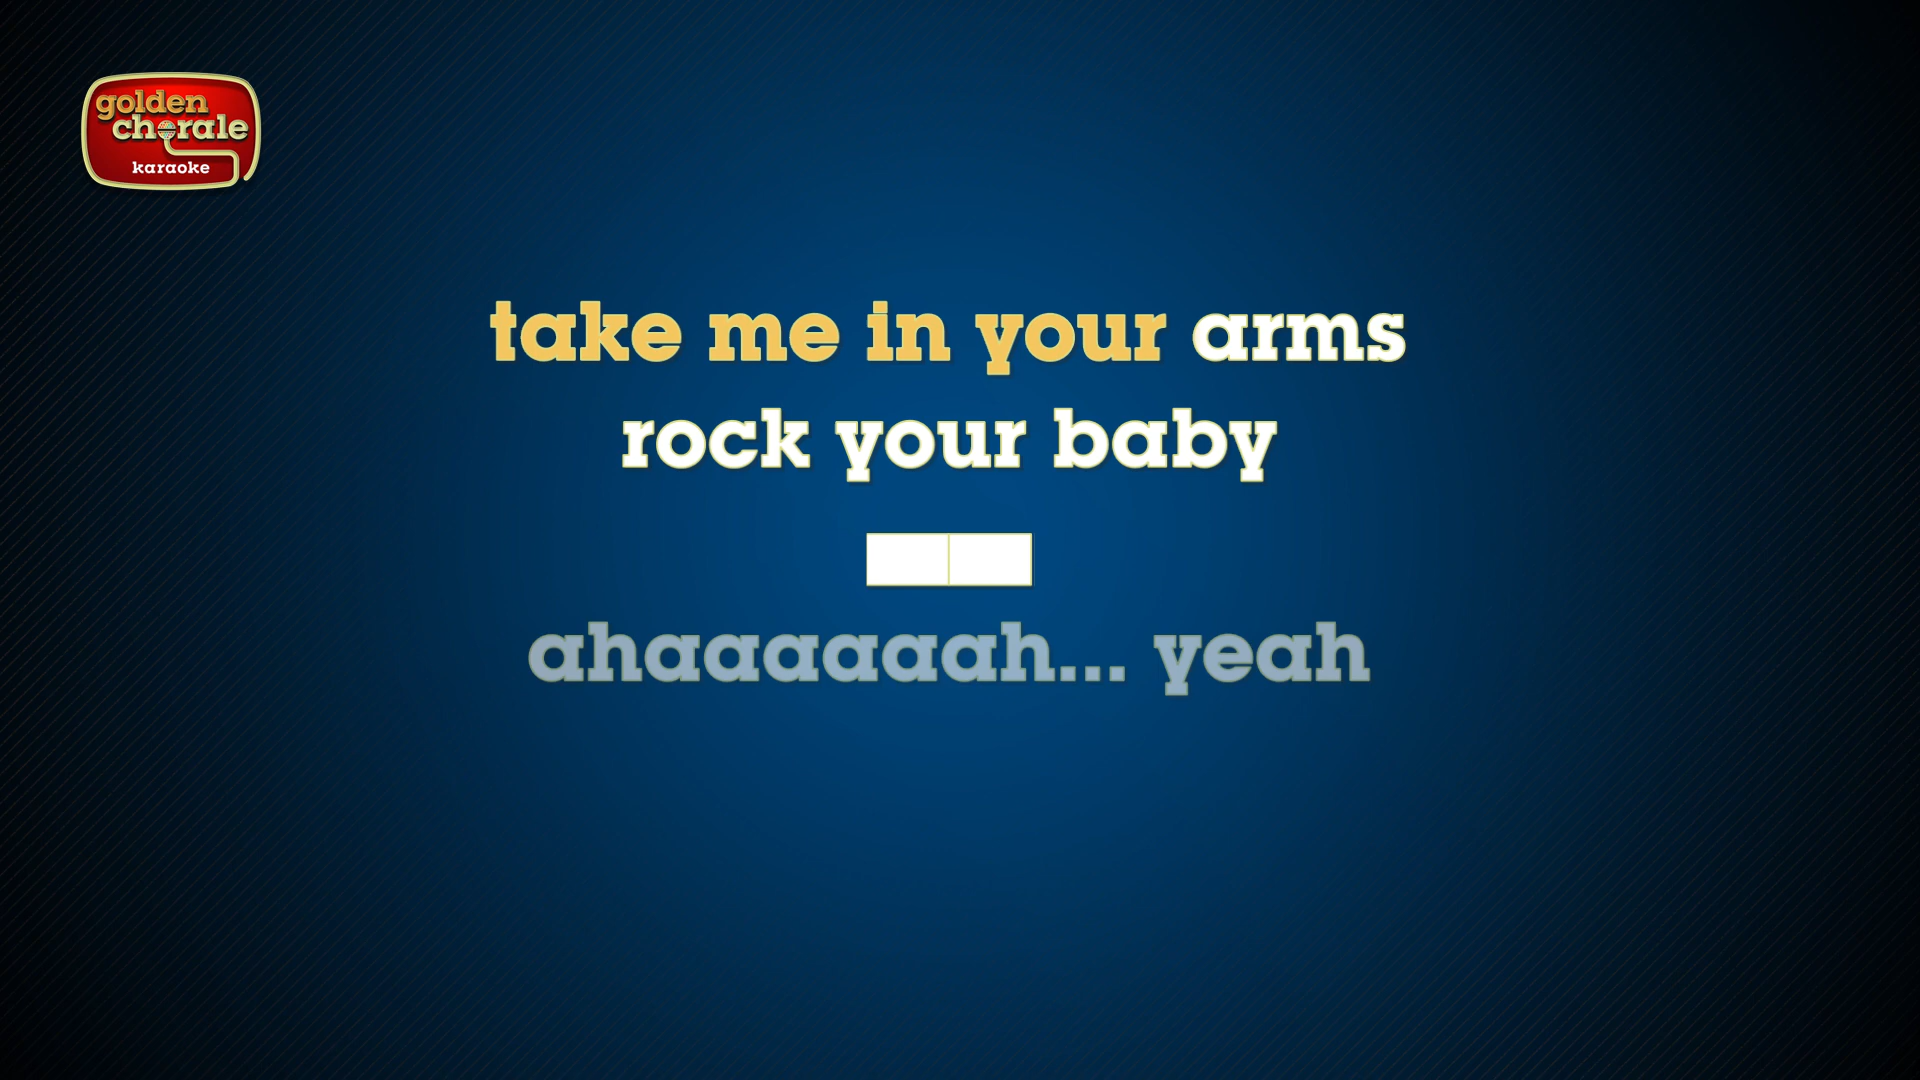 golden
chorale
karaoke
take me in your arms
rock your baby
ahaaaaaah... yeah